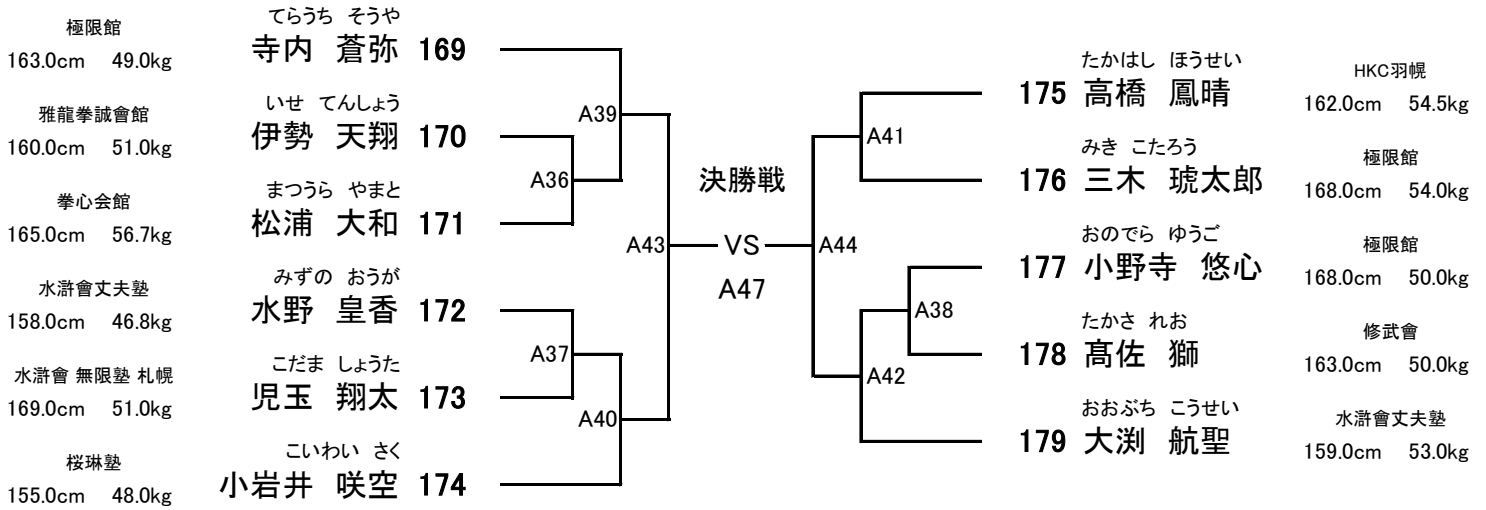 極限館
163.0cm 49.0kg
てらうち そうや
寺内 蒼弥 169
雅龍拳誠會館
160.0cm 51.0kg
いせ てんしょう
伊勢 天翔 170
拳心会館
165.0cm 56.7kg
まつうら やまと
松浦 大和 171
水滸會丈夫塾
158.0cm 46.8kg
みずの おうが
水野 皇香 172
水滸會 無限塾 札幌
169.0cm 51.0kg
こだま しょうた
児玉 翔太 173
桜琳塾
155.0cm 48.0kg
こいわい さく
小岩井 咲空 174
A39
A36
A43
A37
A40
決勝戦
VS
A47
A41
A44
A38
A42
たかはし ほうせい
175 高橋 鳳晴
HKC羽幌
162.0cm 54.5kg
みき こたろう
176 三木 琥太郎
極限館
168.0cm 54.0kg
おのでら ゆうご
177 小野寺 悠心
極限館
168.0cm 50.0kg
たかさ れお
178 髙佐 獅
修武會
163.0cm 50.0kg
おおぶち こうせい
179 大渕 航聖
水滸會丈夫塾
159.0cm 53.0kg